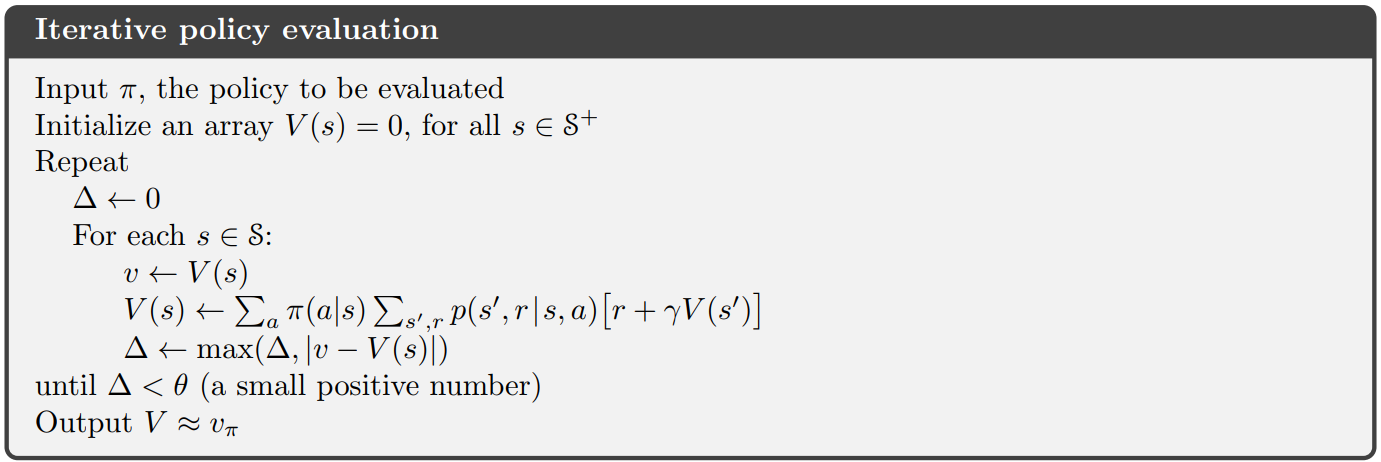 Iterative policy evaluation
Input π, the policy to be evaluated
Initialize an array V(s) = 0, for all s ∈ 𝒮⁺
Repeat
Δ ← 0
For each s ∈ 𝒮:
v ← V(s)
V(s) ← ∑ₐ π(a|s) ∑ₛ′,ᵣ p(s′, r|s, a)[r + γV(s′)]
Δ ← max(Δ, |v − V(s)|)
until Δ < θ (a small positive number)
Output V ≈ v_π